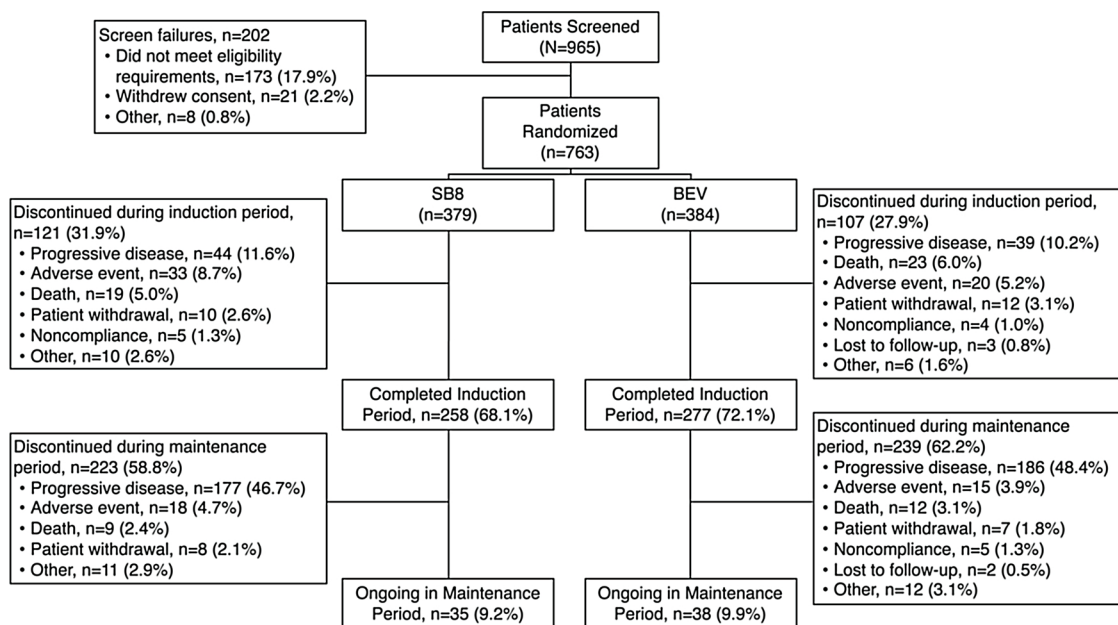 Patients Screened
(N=965)
Screen failures, n=202
• Did not meet eligibility
requirements, n=173 (17.9%)
• Withdrew consent, n=21 (2.2%)
• Other, n=8 (0.8%)
Patients
Randomized
(n=763)
SB8
(n=379)
BEV
(n=384)
Discontinued during induction period,
n=121 (31.9%)
• Progressive disease, n=44 (11.6%)
• Adverse event, n=33 (8.7%)
• Death, n=19 (5.0%)
• Patient withdrawal, n=10 (2.6%)
• Noncompliance, n=5 (1.3%)
• Other, n=10 (2.6%)
Discontinued during induction period,
n=107 (27.9%)
• Progressive disease, n=39 (10.2%)
• Death, n=23 (6.0%)
• Adverse event, n=20 (5.2%)
• Patient withdrawal, n=12 (3.1%)
• Noncompliance, n=4 (1.0%)
• Lost to follow-up, n=3 (0.8%)
• Other, n=6 (1.6%)
Completed Induction
Period, n=258 (68.1%)
Completed Induction
Period, n=277 (72.1%)
Discontinued during maintenance
period, n=223 (58.8%)
• Progressive disease, n=177 (46.7%)
• Adverse event, n=18 (4.7%)
• Death, n=9 (2.4%)
• Patient withdrawal, n=8 (2.1%)
• Other, n=11 (2.9%)
Discontinued during maintenance
period, n=239 (62.2%)
• Progressive disease, n=186 (48.4%)
• Adverse event, n=15 (3.9%)
• Death, n=12 (3.1%)
• Patient withdrawal, n=7 (1.8%)
• Noncompliance, n=5 (1.3%)
• Lost to follow-up, n=2 (0.5%)
• Other, n=12 (3.1%)
Ongoing in Maintenance
Period, n=35 (9.2%)
Ongoing in Maintenance
Period, n=38 (9.9%)